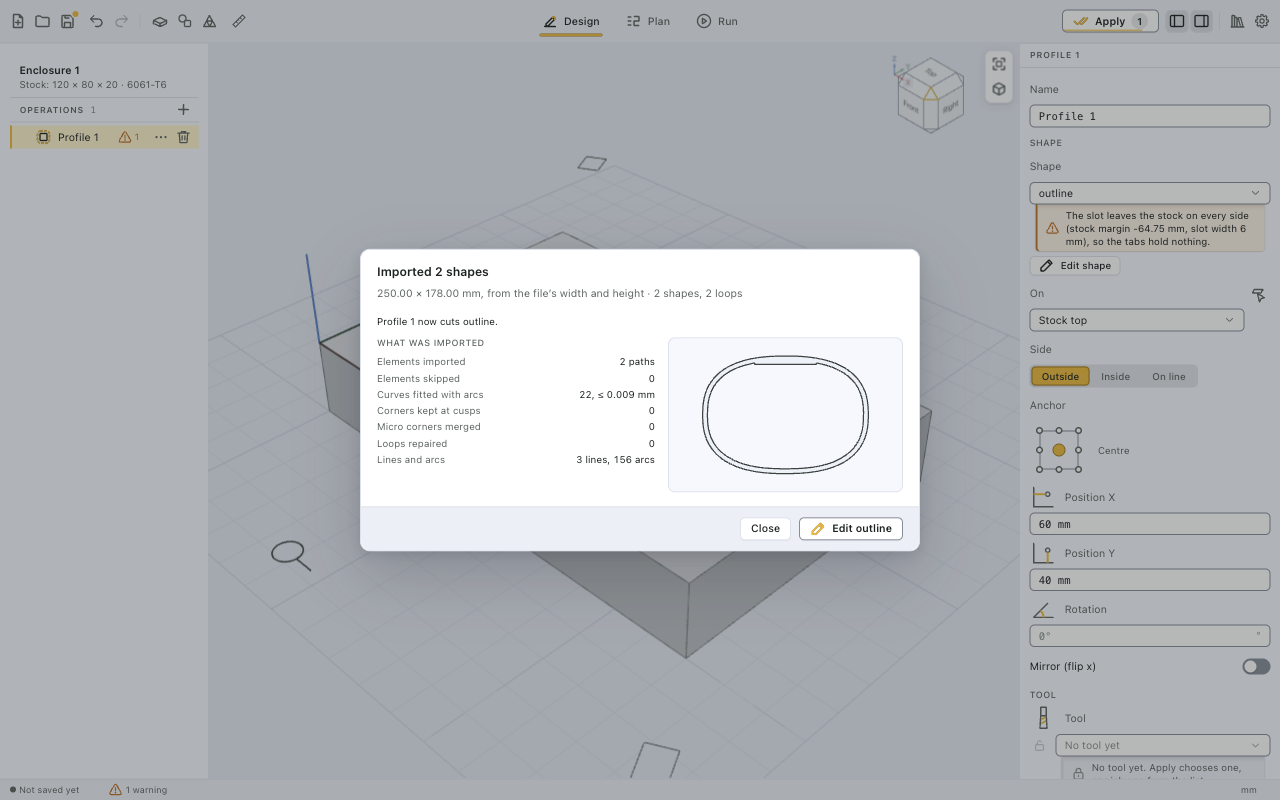 Design
Plan
Run
Apply 1
Enclosure 1
Stock: 120 × 80 × 20 · 6061-T6
OPERATIONS 1
Profile 1
1
Top
Front
Right
Z
PROFILE 1
Name
Profile 1
SHAPE
Shape
outline
The slot leaves the stock on every side
(stock margin -64.75 mm, slot width 6
mm), so the tabs hold nothing.
Edit shape
On
Stock top
Side
Outside
Inside
On line
Anchor
Centre
Position X
60 mm
Position Y
40 mm
Rotation
0°
°
Mirror (flip x)
TOOL
Tool
No tool yet
No tool yet. Apply chooses one,
Imported 2 shapes
250.00 × 178.00 mm, from the file's width and height · 2 shapes, 2 loops
Profile 1 now cuts outline.
WHAT WAS IMPORTED
Elements imported 2 paths
Elements skipped 0
Curves fitted with arcs 22, ≤ 0.009 mm
Corners kept at cusps 0
Micro corners merged 0
Loops repaired 0
Lines and arcs 3 lines, 156 arcs
Close
Edit outline
Not saved yet
1 warning
mm